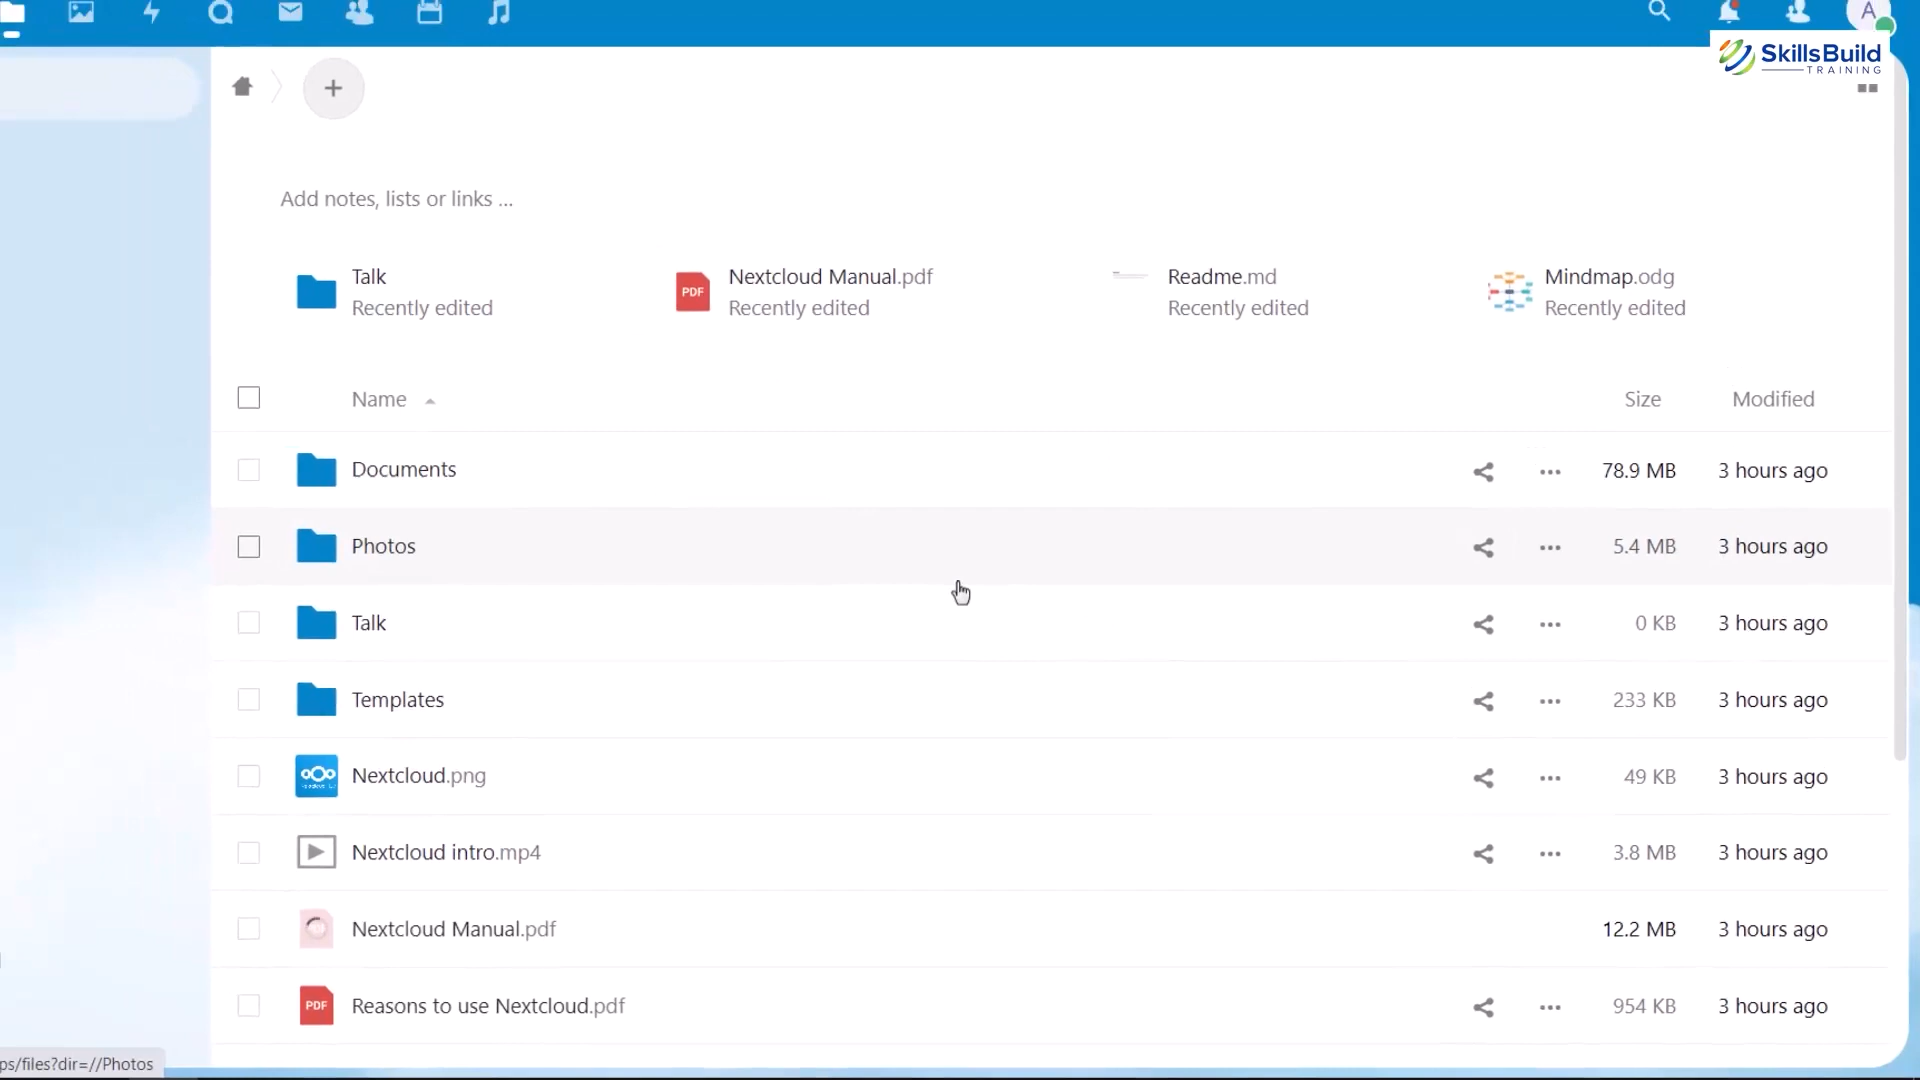 A
SkillsBuild
TRAINING
+
Add notes, lists or links ...
Talk
Recently edited
PDF
Nextcloud Manual.pdf
Recently edited
Readme.md
Recently edited
Mindmap.odg
Recently edited
Name
Size
Modified
Documents
78.9 MB
3 hours ago
Photos
5.4 MB
3 hours ago
Talk
0 KB
3 hours ago
Templates
233 KB
3 hours ago
Nextcloud.png
49 KB
3 hours ago
Nextcloud intro.mp4
3.8 MB
3 hours ago
Nextcloud Manual.pdf
12.2 MB
3 hours ago
PDF
Reasons to use Nextcloud.pdf
954 KB
3 hours ago
ps/files?dir=//Photos